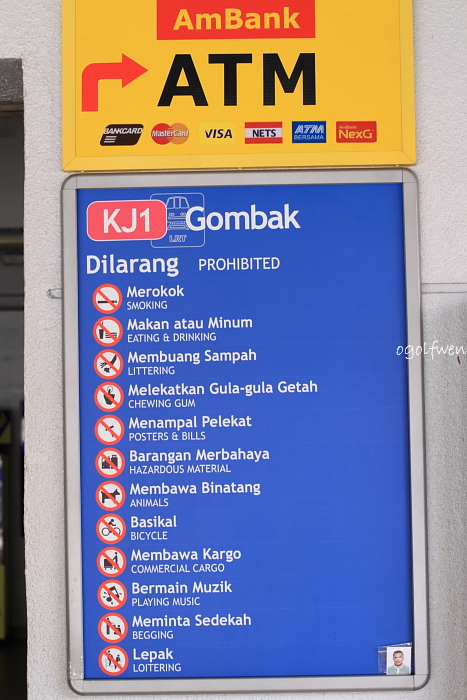 AmBank
ATM
BANKCARD MasterCard VISA NETS ATM BERSAMA AmBank NexG
KJ1 Gombak
LRT
Dilarang PROHIBITED
Merokok
SMOKING
Makan atau Minum
EATING & DRINKING
Membuang Sampah
LITTERING
Melekatkan Gula-gula Getah
CHEWING GUM
Menampal Pelekat
POSTERS & BILLS
Barangan Merbahaya
HAZARDOUS MATERIAL
Membawa Binatang
ANIMALS
Basikal
BICYCLE
Membawa Kargo
COMMERCIAL CARGO
Bermain Muzik
PLAYING MUSIC
Meminta Sedekah
BEGGING
Lepak
LOITERING
ogolfwen